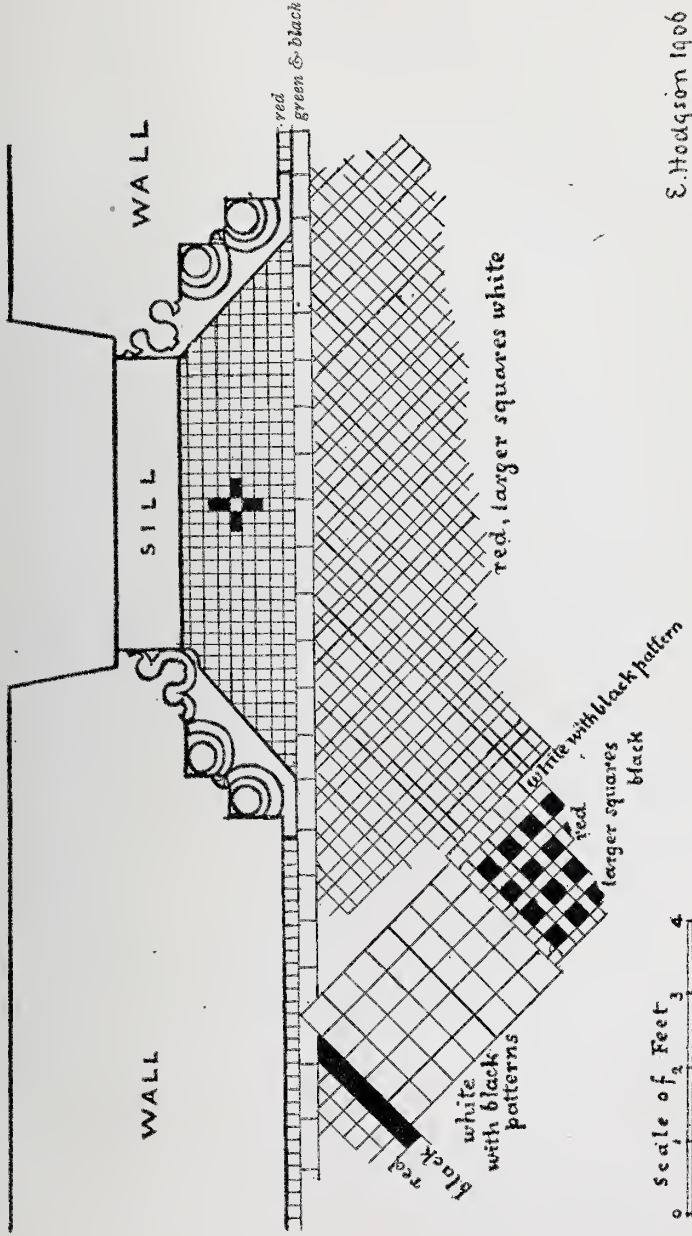 WALL
SILL
WALL
red
green & black
red, larger squares white
white with black pattern
red
larger squares
black
white
with black
patterns
black
red
Scale of Feet
0 1 2 3 4
E. Hodgson 1906